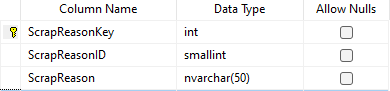 Column Name Data Type Allow Nulls
ScrapReasonKey int
ScrapReasonID smallint
ScrapReason nvarchar(50)